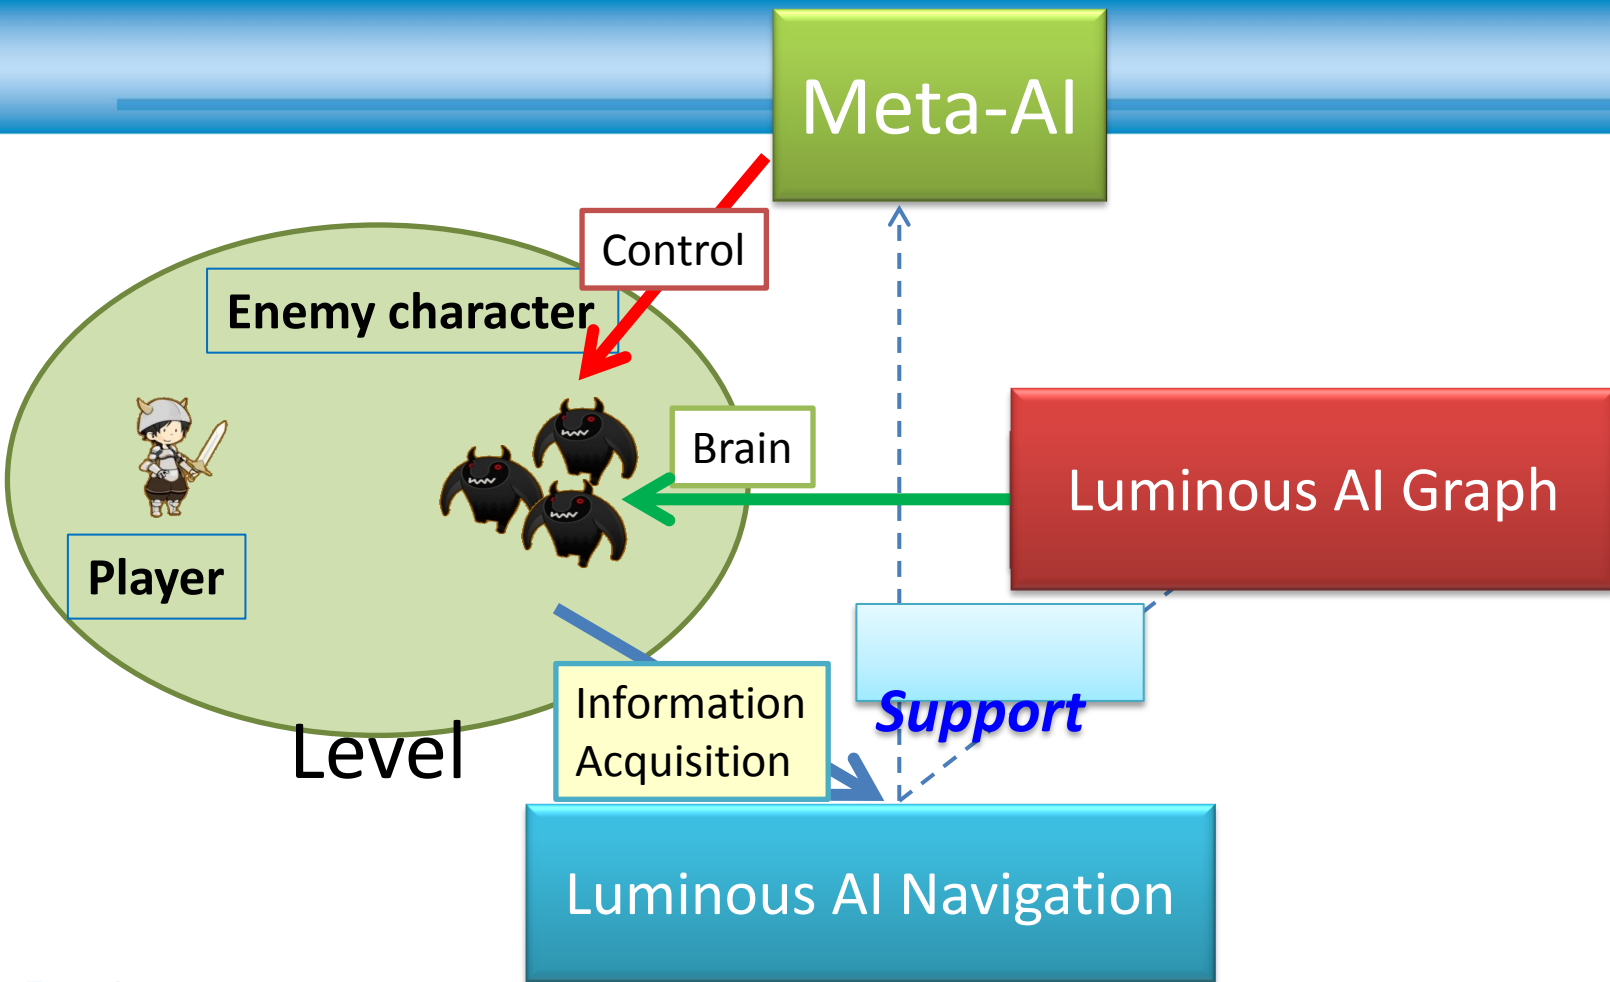 Meta-AI
Control
Enemy character
Brain
Luminous AI Graph
Player
Support
Information
Acquisition
Level
Luminous AI Navigation